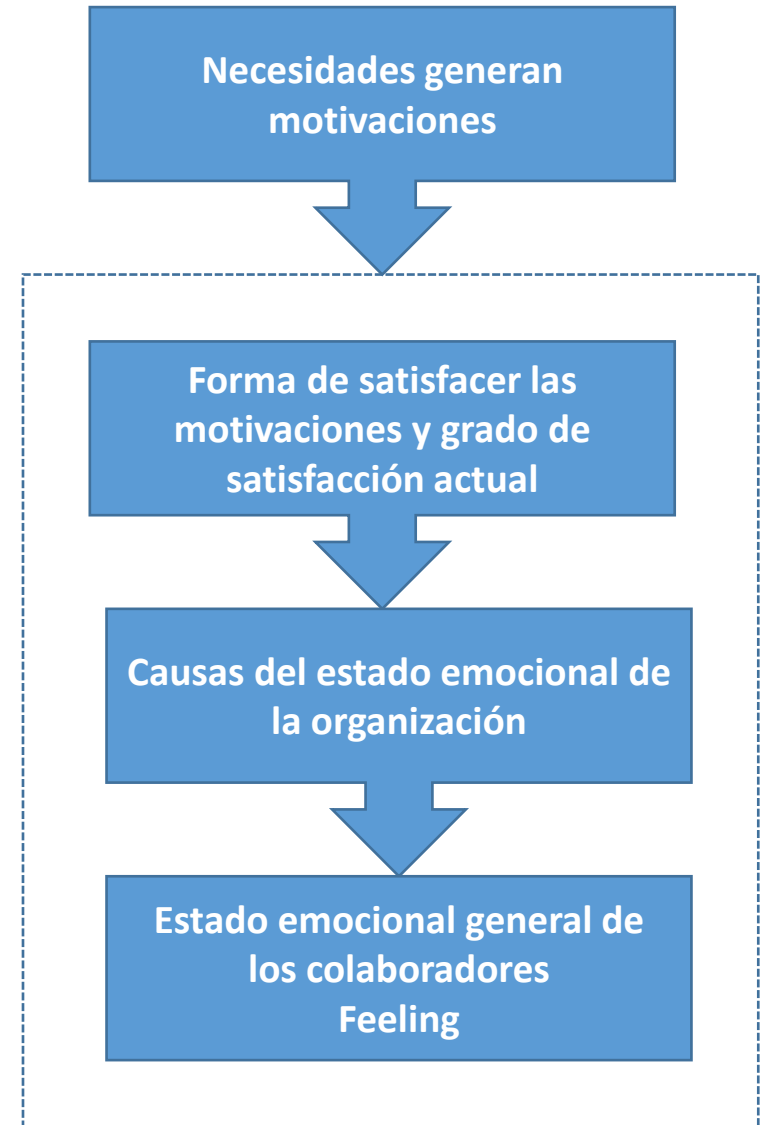 Necesidades generan
motivaciones
Forma de satisfacer las
motivaciones y grado de
satisfacción actual
Causas del estado emocional de
la organización
Estado emocional general de
los colaboradores
Feeling